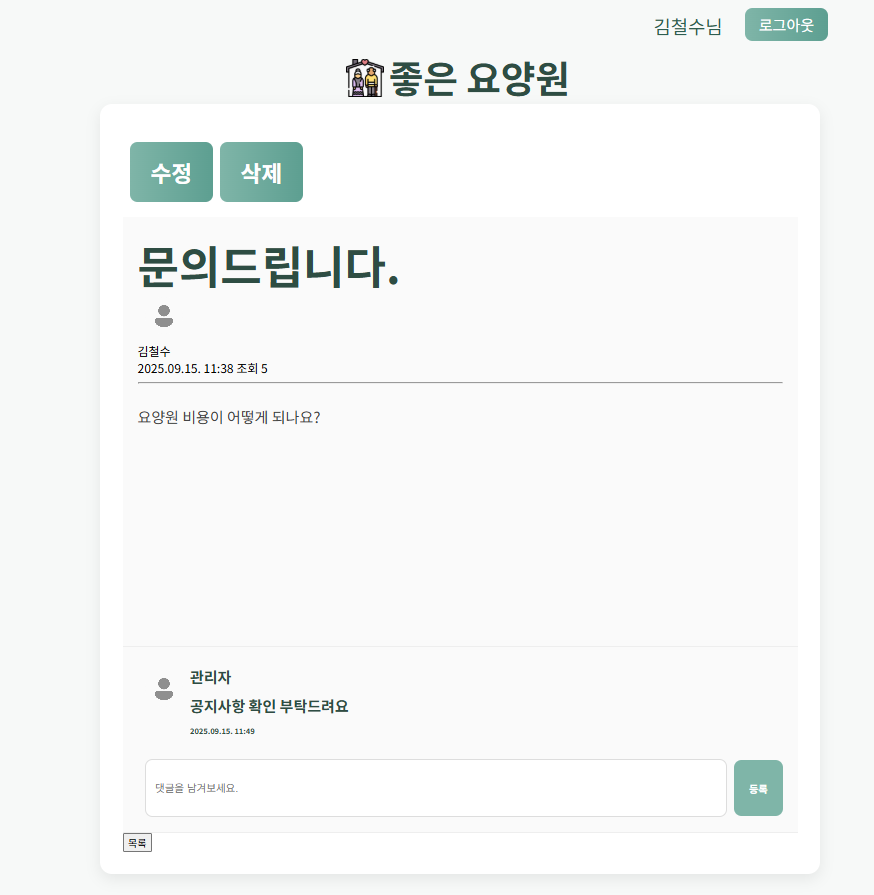 김철수님 로그아웃
좋은 요양원
수정 삭제
문의드립니다.
김철수
2025.09.15. 11:38 조회 5
요양원 비용이 어떻게 되나요?
관리자
공지사항 확인 부탁드려요
2025.09.15. 11:49
댓글을 남겨보세요. 등록
목록